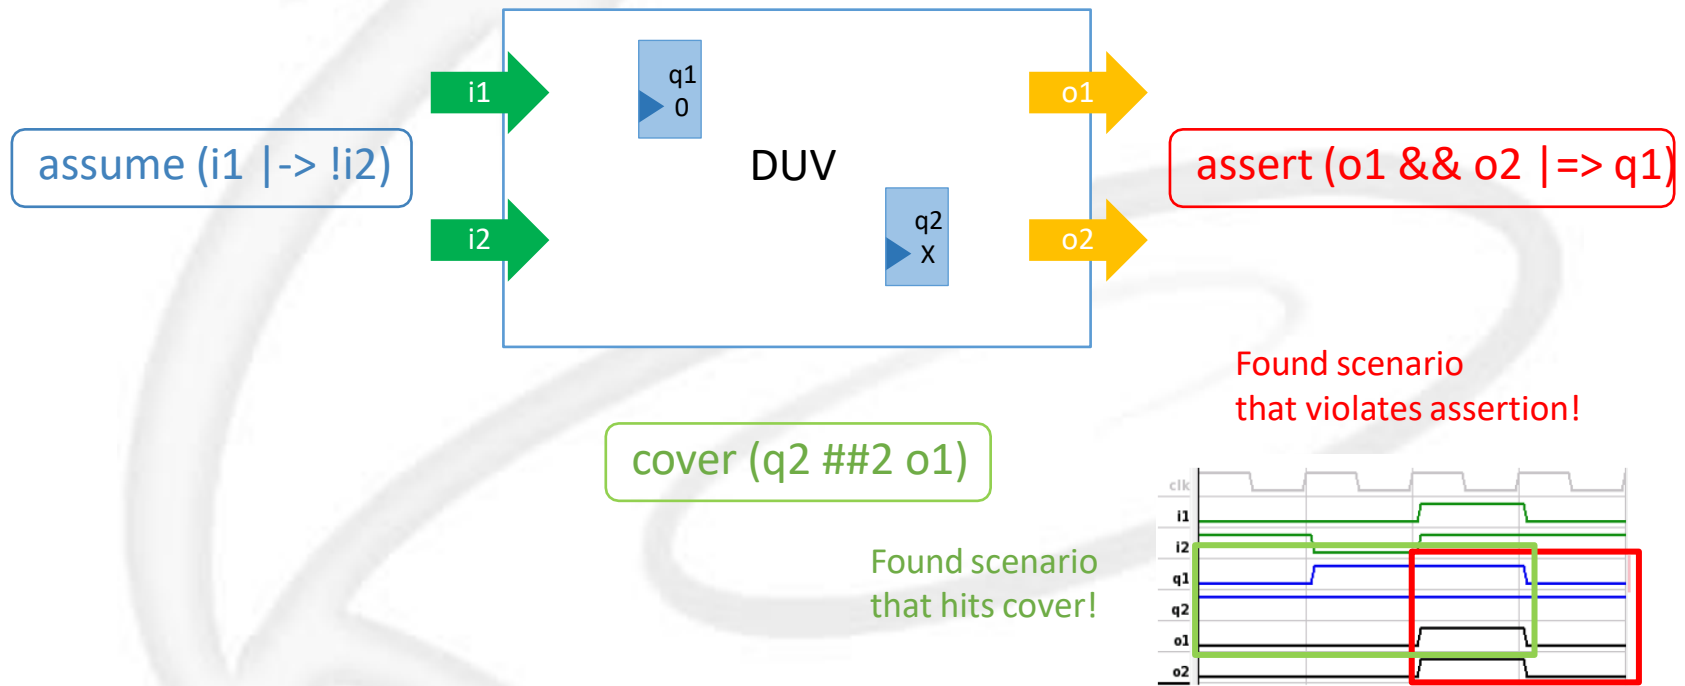 i1
q1
0
o1
assume (i1 |-> !i2)
DUV
assert (o1 && o2 |=> q1)
i2
q2
X
o2
Found scenario
that violates assertion!
cover (q2 ##2 o1)
Found scenario
that hits cover!
clk
i1
i2
q1
q2
o1
o2